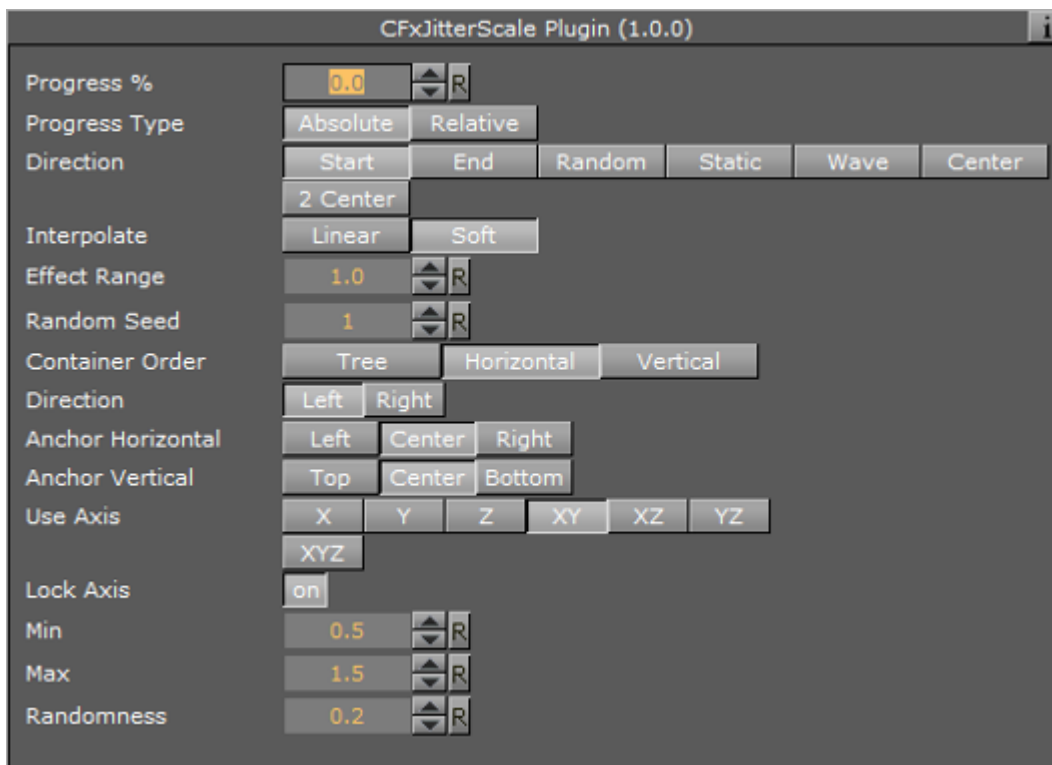 CFxJitterScale Plugin (1.0.0) i
Progress % 0.0 R
Progress Type Absolute Relative
Direction Start End Random Static Wave Center
2 Center
Interpolate Linear Soft
Effect Range 1.0 R
Random Seed 1 R
Container Order Tree Horizontal Vertical
Direction Left Right
Anchor Horizontal Left Center Right
Anchor Vertical Top Center Bottom
Use Axis X Y Z XY XZ YZ
XYZ
Lock Axis on
Min 0.5 R
Max 1.5 R
Randomness 0.2 R